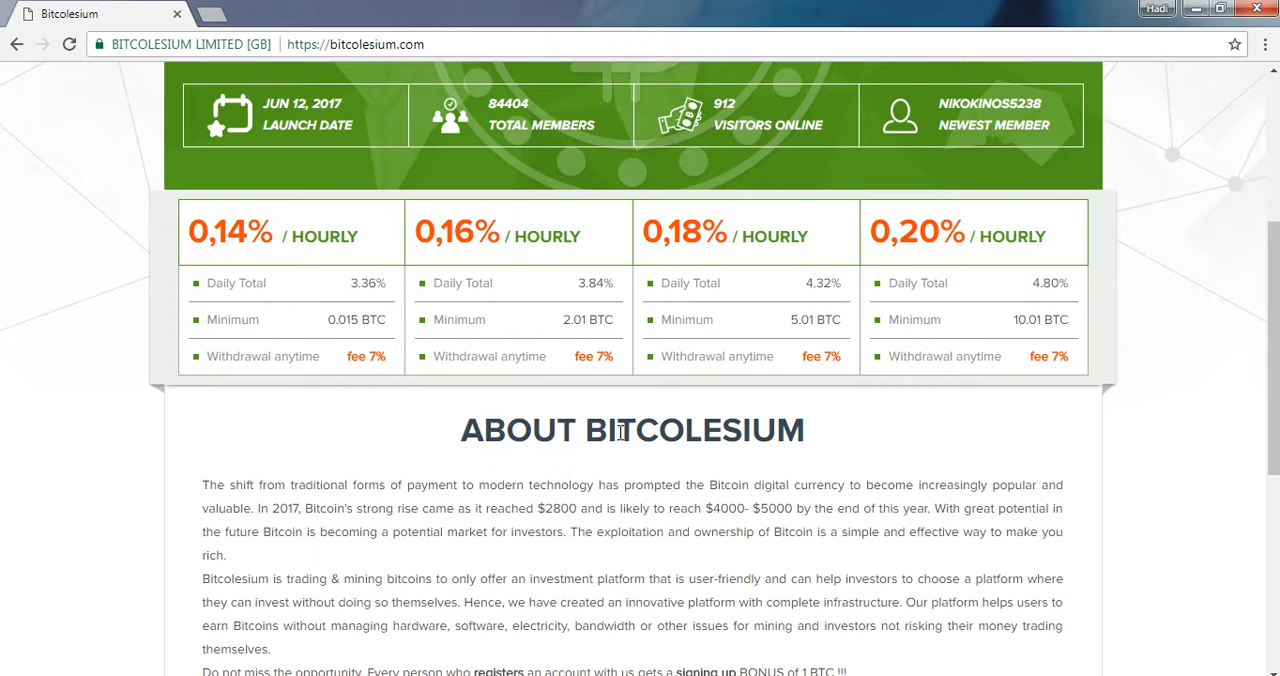 Bitcolesium
Hadi
BITCOLESIUM LIMITED [GB] https://bitcolesium.com
JUN 12, 2017
LAUNCH DATE
84404
TOTAL MEMBERS
912
VISITORS ONLINE
NIKOKINOS5238
NEWEST MEMBER
0,14% / HOURLY
Daily Total 3.36%
Minimum 0.015 BTC
Withdrawal anytime fee 7%
0,16% / HOURLY
Daily Total 3.84%
Minimum 2.01 BTC
Withdrawal anytime fee 7%
0,18% / HOURLY
Daily Total 4.32%
Minimum 5.01 BTC
Withdrawal anytime fee 7%
0,20% / HOURLY
Daily Total 4.80%
Minimum 10.01 BTC
Withdrawal anytime fee 7%
ABOUT BITCOLESIUM
The shift from traditional forms of payment to modern technology has prompted the Bitcoin digital currency to become increasingly popular and
valuable. In 2017, Bitcoin's strong rise came as it reached $2800 and is likely to reach $4000- $5000 by the end of this year. With great potential in
the future Bitcoin is becoming a potential market for investors. The exploitation and ownership of Bitcoin is a simple and effective way to make you
rich.
Bitcolesium is trading & mining bitcoins to only offer an investment platform that is user-friendly and can help investors to choose a platform where
they can invest without doing so themselves. Hence, we have created an innovative platform with complete infrastructure. Our platform helps users to
earn Bitcoins without managing hardware, software, electricity, bandwidth or other issues for mining and investors not risking their money trading
themselves.
Do not miss the opportunity. Every person who registers an account with us gets a signing up BONUS of 1 BTC !!!